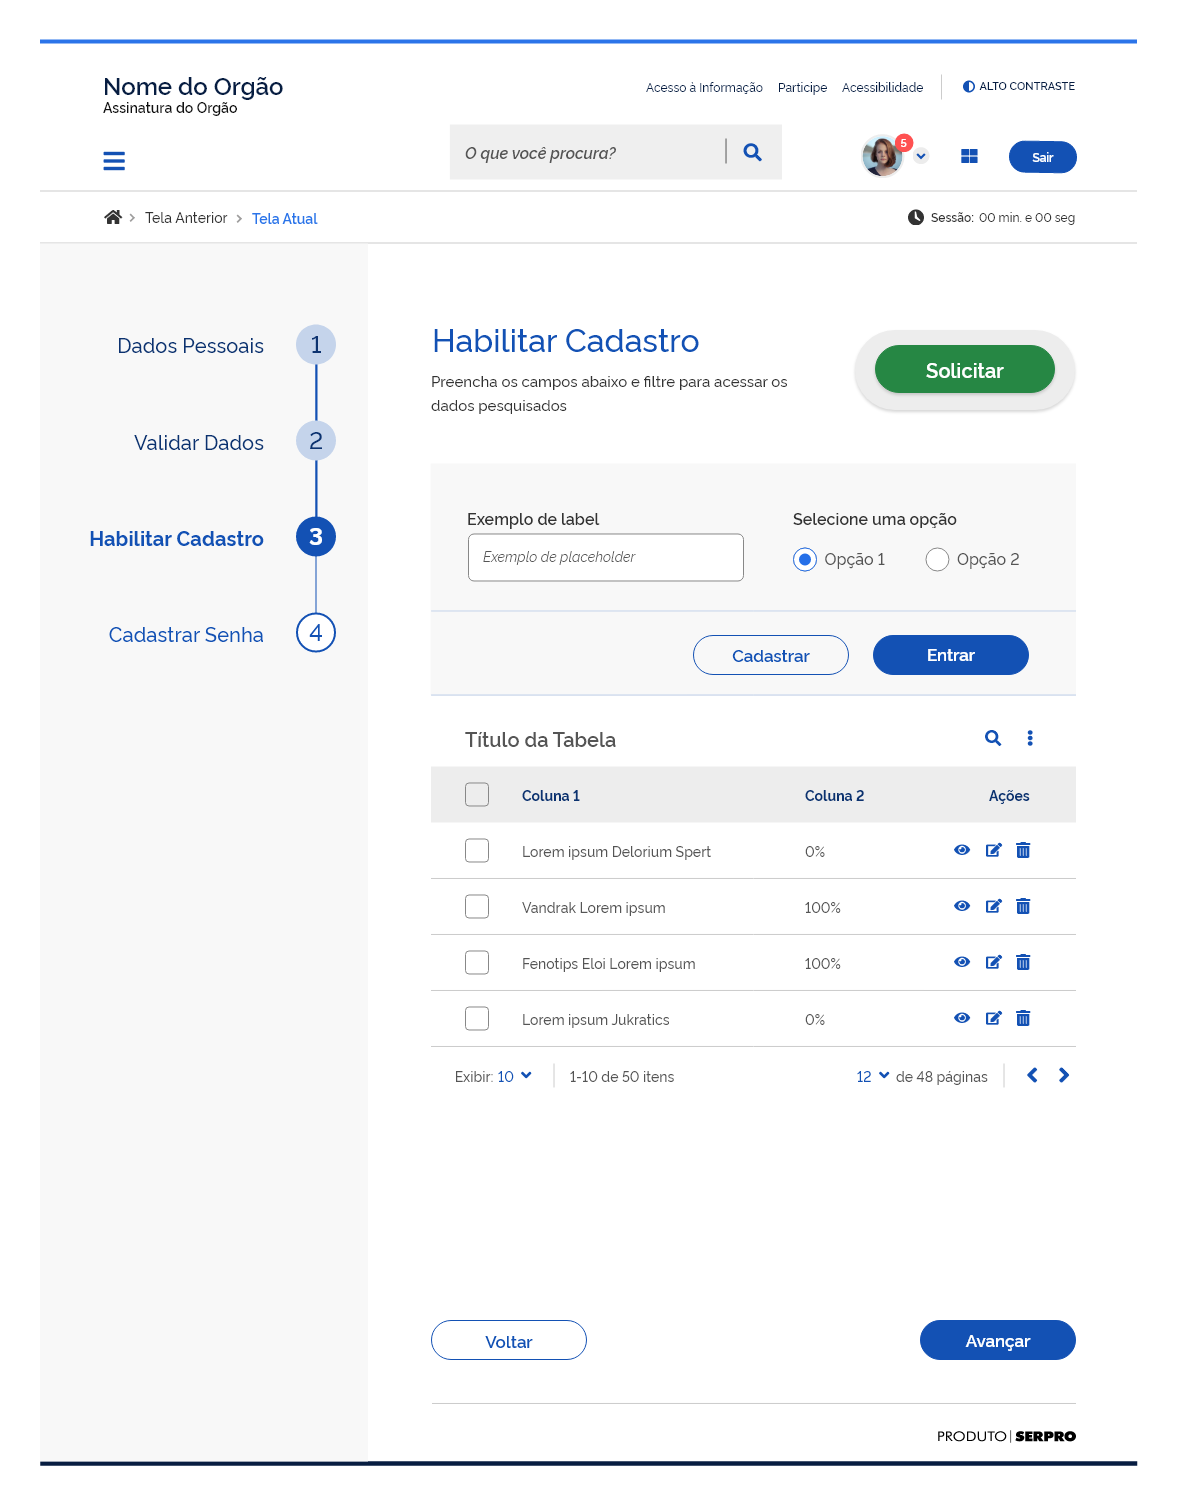 Nome do Orgão
Assinatura do Orgão
Acesso à Informação Participe Acessibilidade ALTO CONTRASTE
O que você procura?
5
Sair
Tela Anterior Tela Atual
Sessão: 00 min. e 00 seg
Dados Pessoais 1
Validar Dados 2
Habilitar Cadastro 3
Cadastrar Senha 4
Habilitar Cadastro
Preencha os campos abaixo e filtre para acessar os
dados pesquisados
Solicitar
Exemplo de label
Exemplo de placeholder
Selecione uma opção
Opção 1 Opção 2
Cadastrar Entrar
Título da Tabela
Coluna 1 Coluna 2 Ações
Lorem ipsum Delorium Spert 0%
Vandrak Lorem ipsum 100%
Fenotips Eloi Lorem ipsum 100%
Lorem ipsum Jukratics 0%
Exibir: 10 1-10 de 50 itens 12 de 48 páginas
Voltar Avançar
PRODUTO | SERPRO